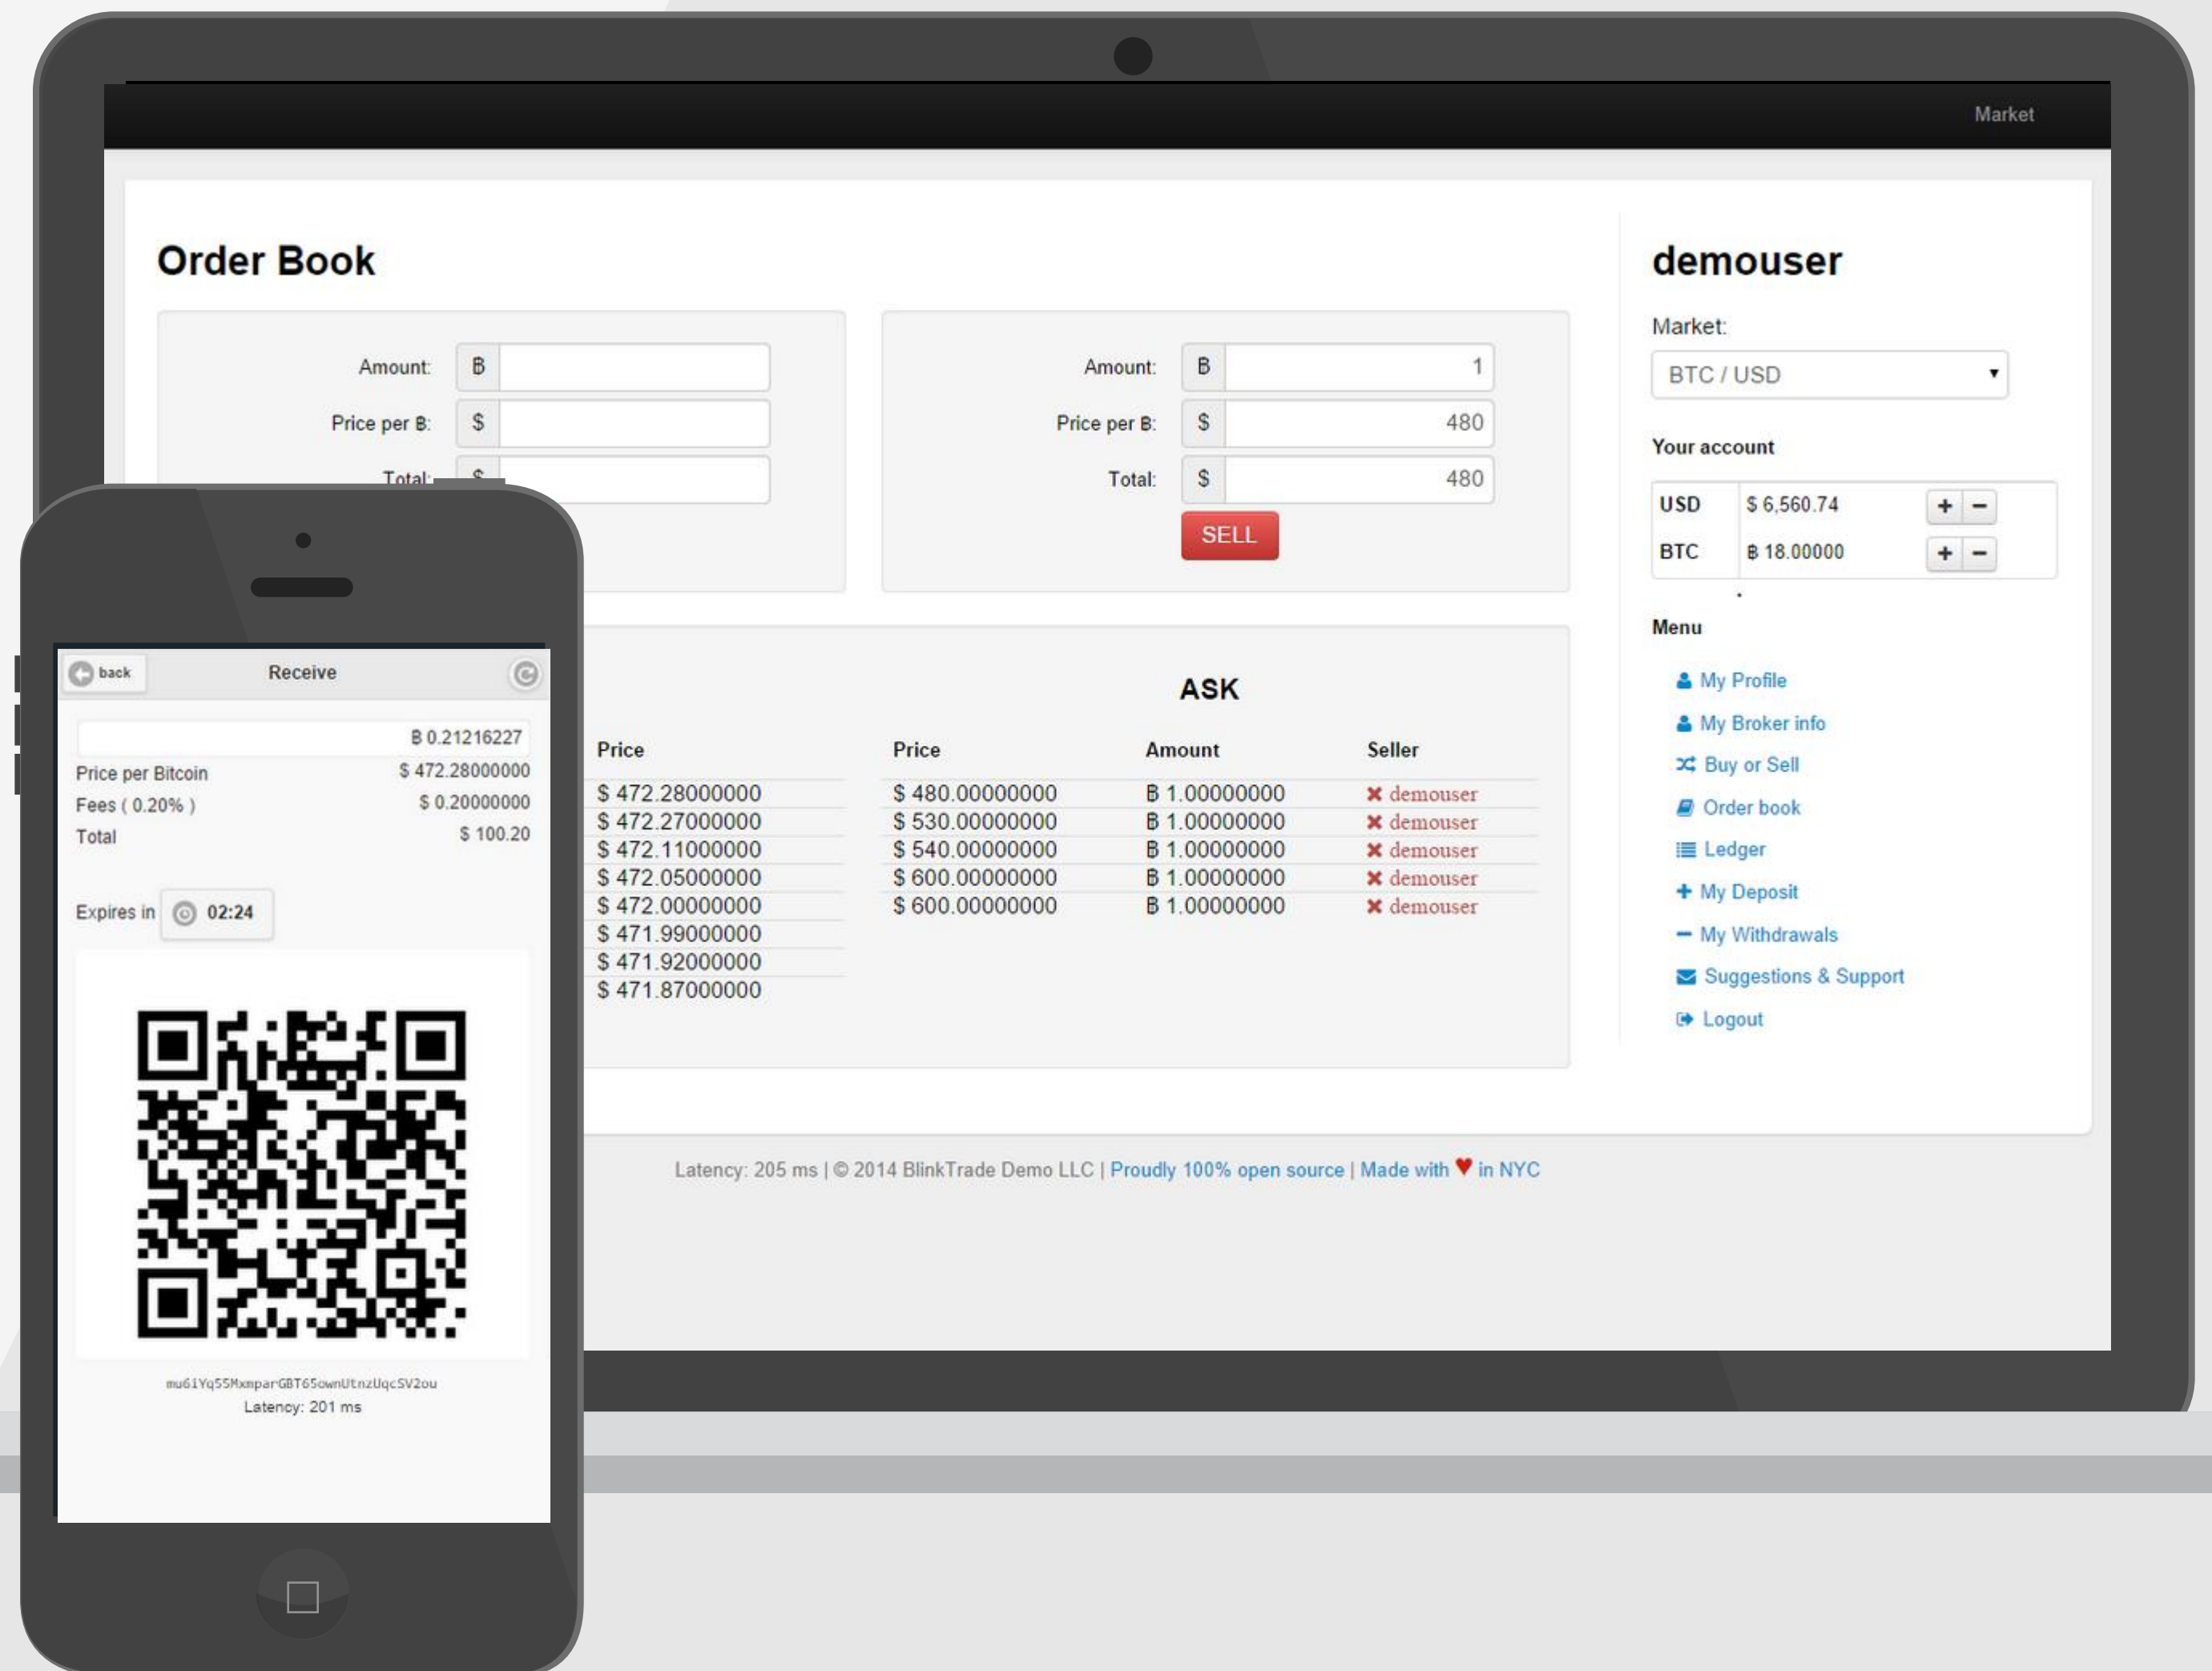 Market
Order Book
Amount: ฿
Price per ฿: $
Total: $
Amount: ฿ 1
Price per ฿: $ 480
Total: $ 480
SELL
demouser
Market:
BTC / USD
Your account
USD $ 6,560.74 + −
BTC ฿ 18.00000 + −
Menu
My Profile
My Broker info
Buy or Sell
Order book
Ledger
My Deposit
My Withdrawals
Suggestions & Support
Logout
ASK
Price Price Amount Seller
$ 472.28000000 $ 480.00000000 ฿ 1.00000000 demouser
$ 472.27000000 $ 530.00000000 ฿ 1.00000000 demouser
$ 472.11000000 $ 540.00000000 ฿ 1.00000000 demouser
$ 472.05000000 $ 600.00000000 ฿ 1.00000000 demouser
$ 472.00000000 $ 600.00000000 ฿ 1.00000000 demouser
$ 471.99000000
$ 471.92000000
$ 471.87000000
Latency: 205 ms | © 2014 BlinkTrade Demo LLC | Proudly 100% open source | Made with ♥ in NYC
back Receive
฿ 0.21216227
Price per Bitcoin $ 472.28000000
Fees ( 0.20% ) $ 0.20000000
Total $ 100.20
Expires in 02:24
mu6iYq55MxmparGBT65ownUtnzUqcSV2ou
Latency: 201 ms